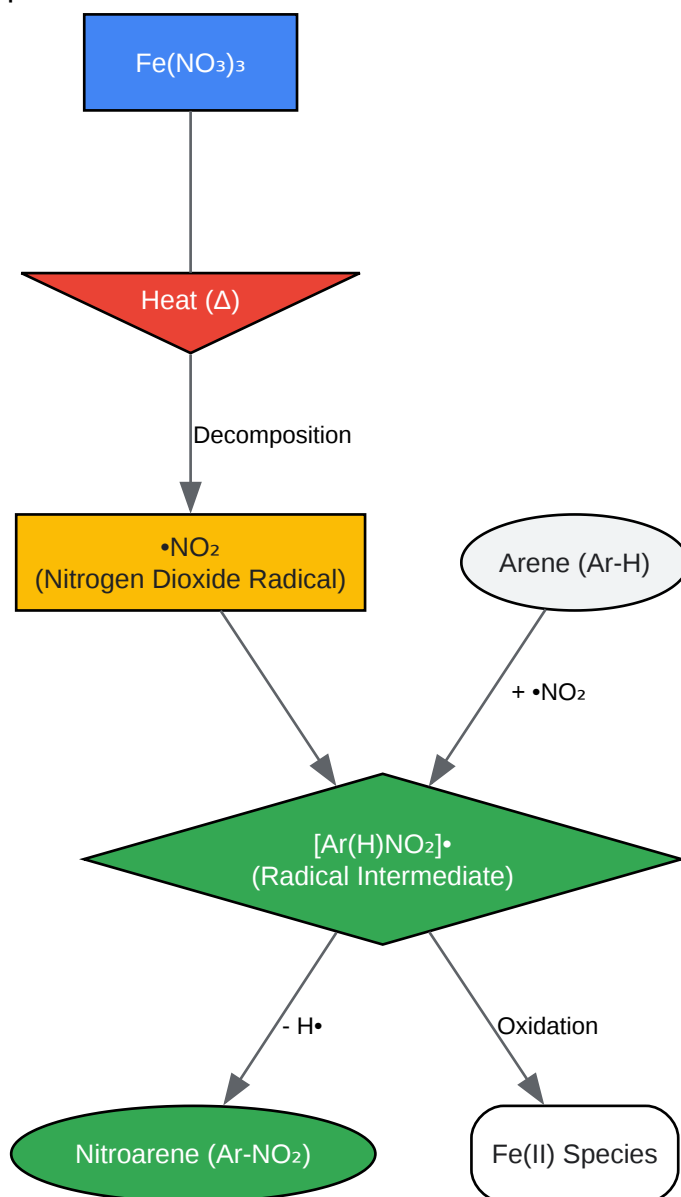 Fe(NO₃)₃
Heat (Δ)
Decomposition
•NO₂
(Nitrogen Dioxide Radical)
Arene (Ar-H)
+ •NO₂
[Ar(H)NO₂]•
(Radical Intermediate)
- H•
Oxidation
Nitroarene (Ar-NO₂)
Fe(II) Species